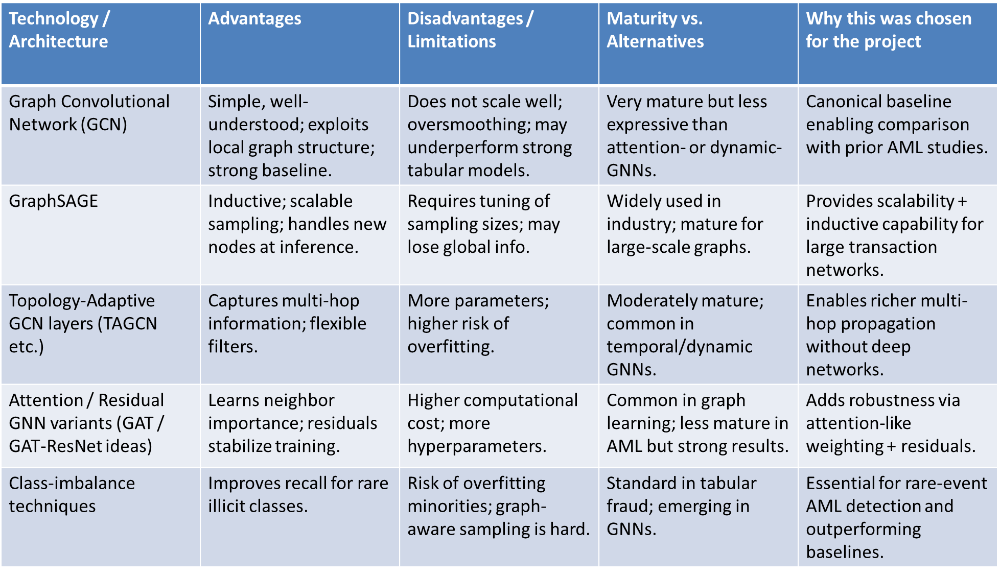 Technology /
Architecture
Advantages
Disadvantages /
Limitations
Maturity vs.
Alternatives
Why this was chosen
for the project
Graph Convolutional
Network (GCN)
Simple, well-
understood; exploits
local graph structure;
strong baseline.
Does not scale well;
oversmoothing; may
underperform strong
tabular models.
Very mature but less
expressive than
attention- or dynamic-
GNNs.
Canonical baseline
enabling comparison
with prior AML studies.
GraphSAGE
Inductive; scalable
sampling; handles new
nodes at inference.
Requires tuning of
sampling sizes; may
lose global info.
Widely used in
industry; mature for
large-scale graphs.
Provides scalability +
inductive capability for
large transaction
networks.
Topology-Adaptive
GCN layers (TAGCN
etc.)
Captures multi-hop
information; flexible
filters.
More parameters;
higher risk of
overfitting.
Moderately mature;
common in
temporal/dynamic
GNNs.
Enables richer multi-
hop propagation
without deep
networks.
Attention / Residual
GNN variants (GAT /
GAT-ResNet ideas)
Learns neighbor
importance; residuals
stabilize training.
Higher computational
cost; more
hyperparameters.
Common in graph
learning; less mature in
AML but strong results.
Adds robustness via
attention-like
weighting + residuals.
Class-imbalance
techniques
Improves recall for rare
illicit classes.
Risk of overfitting
minorities; graph-
aware sampling is hard.
Standard in tabular
fraud; emerging in
GNNs.
Essential for rare-event
AML detection and
outperforming
baselines.